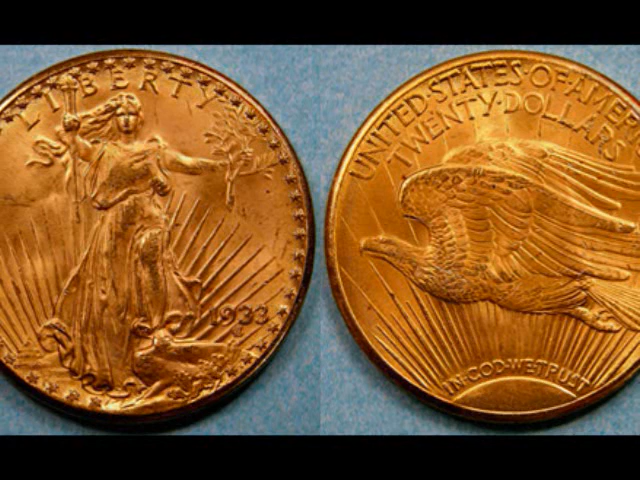 LIBERTY
1933
UNITED·STATES·OF·AMERICA
TWENTY·DOLLARS
IN·GOD·WE·TRUST